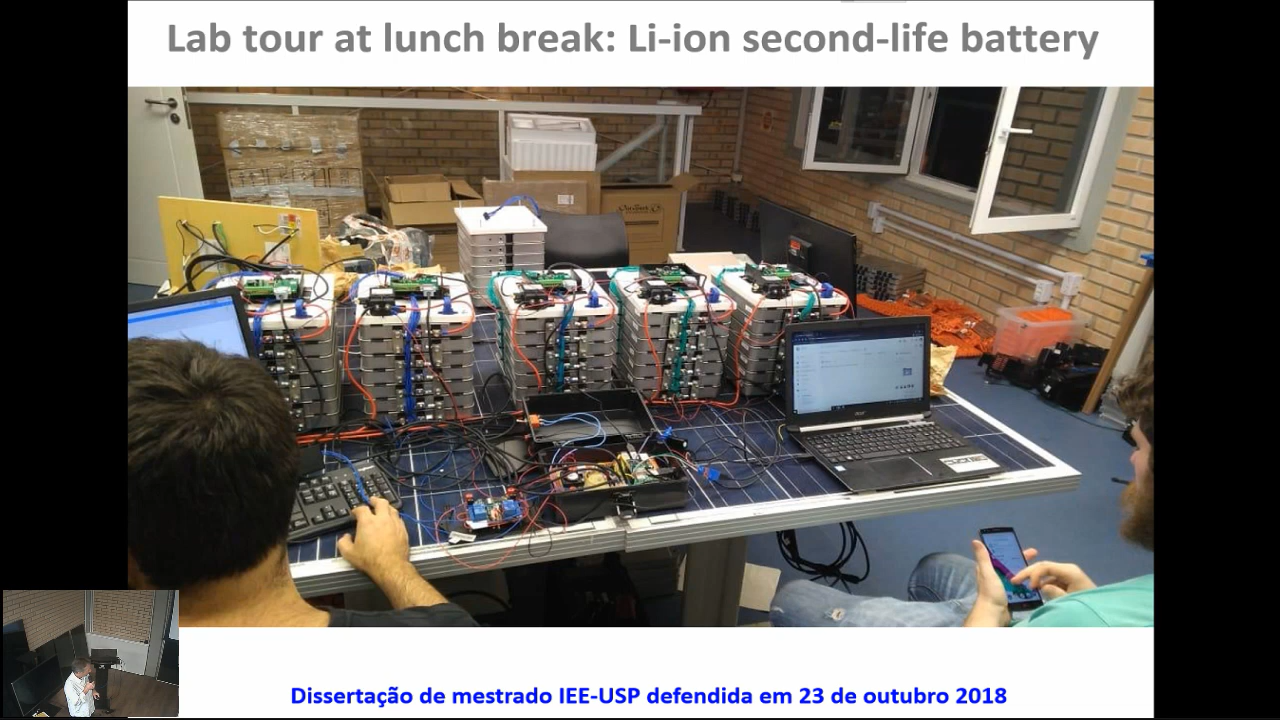 Lab tour at lunch break: Li-ion second-life battery
acer
Dissertação de mestrado IEE-USP defendida em 23 de outubro 2018